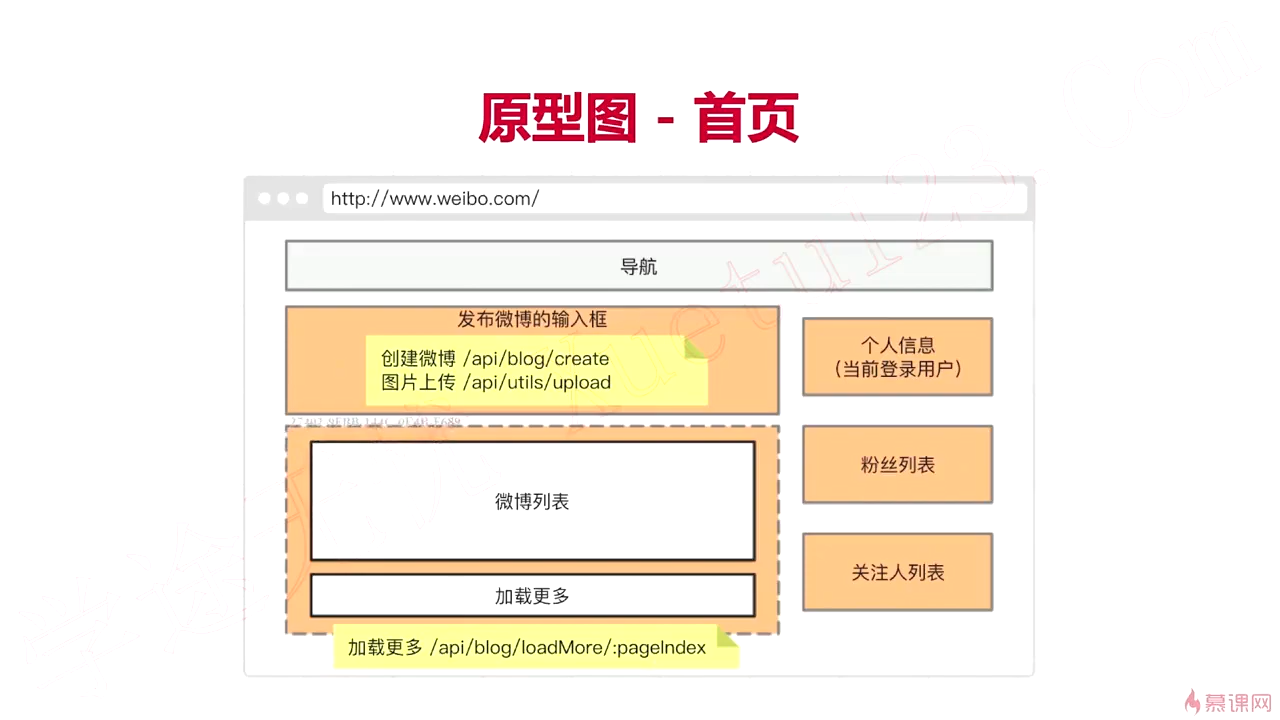 原型图 - 首页
http://www.weibo.com/
导航
发布微博的输入框
创建微博 /api/blog/create
图片上传 /api/utils/upload
个人信息
(当前登录用户)
微博列表
粉丝列表
加载更多
关注人列表
加载更多 /api/blog/loadMore/:pageIndex
慕课网